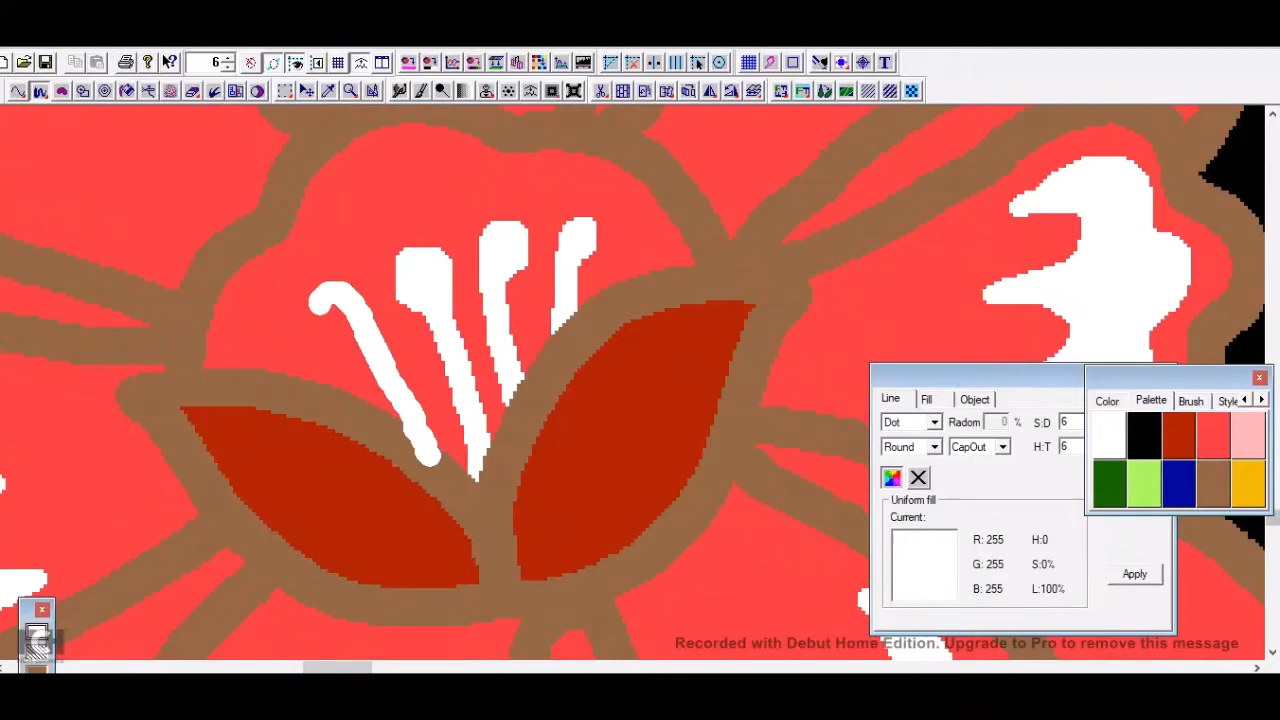 6
Line Fill Object
Dot Radom 0 % S:D 6
Round CapOut H:T 6
Uniform fill
Current:
R: 255 H:0
G: 255 S:0%
B: 255 L:100%
Apply
Color Palette Brush Style
Recorded with Debut Home Edition. Upgrade to Pro to remove this message